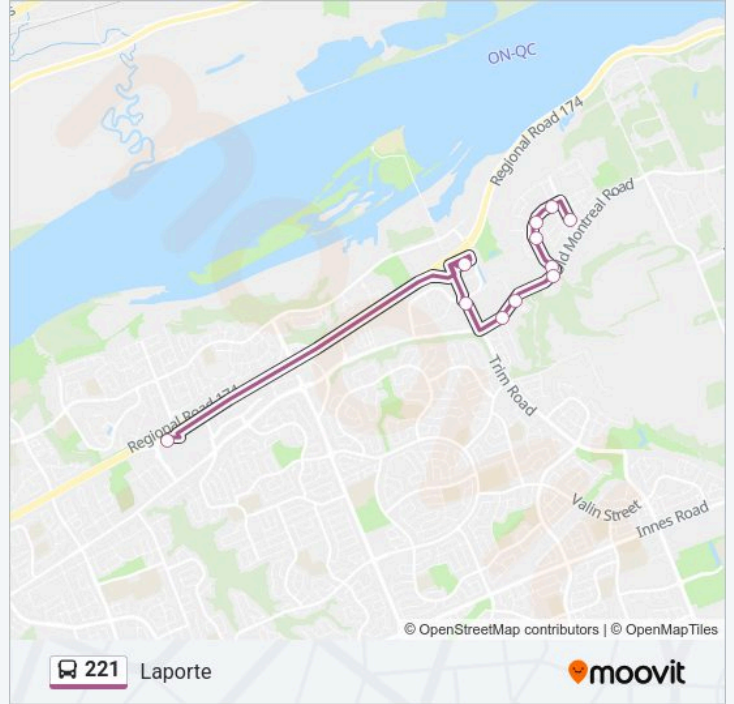 s
ON-QC
Regional Road 174
ld Montreal Road
Regional Road 174
Trim Road
Valin Street
Innes Road
© OpenStreetMap contributors | © OpenMapTiles
221 Laporte
moovit